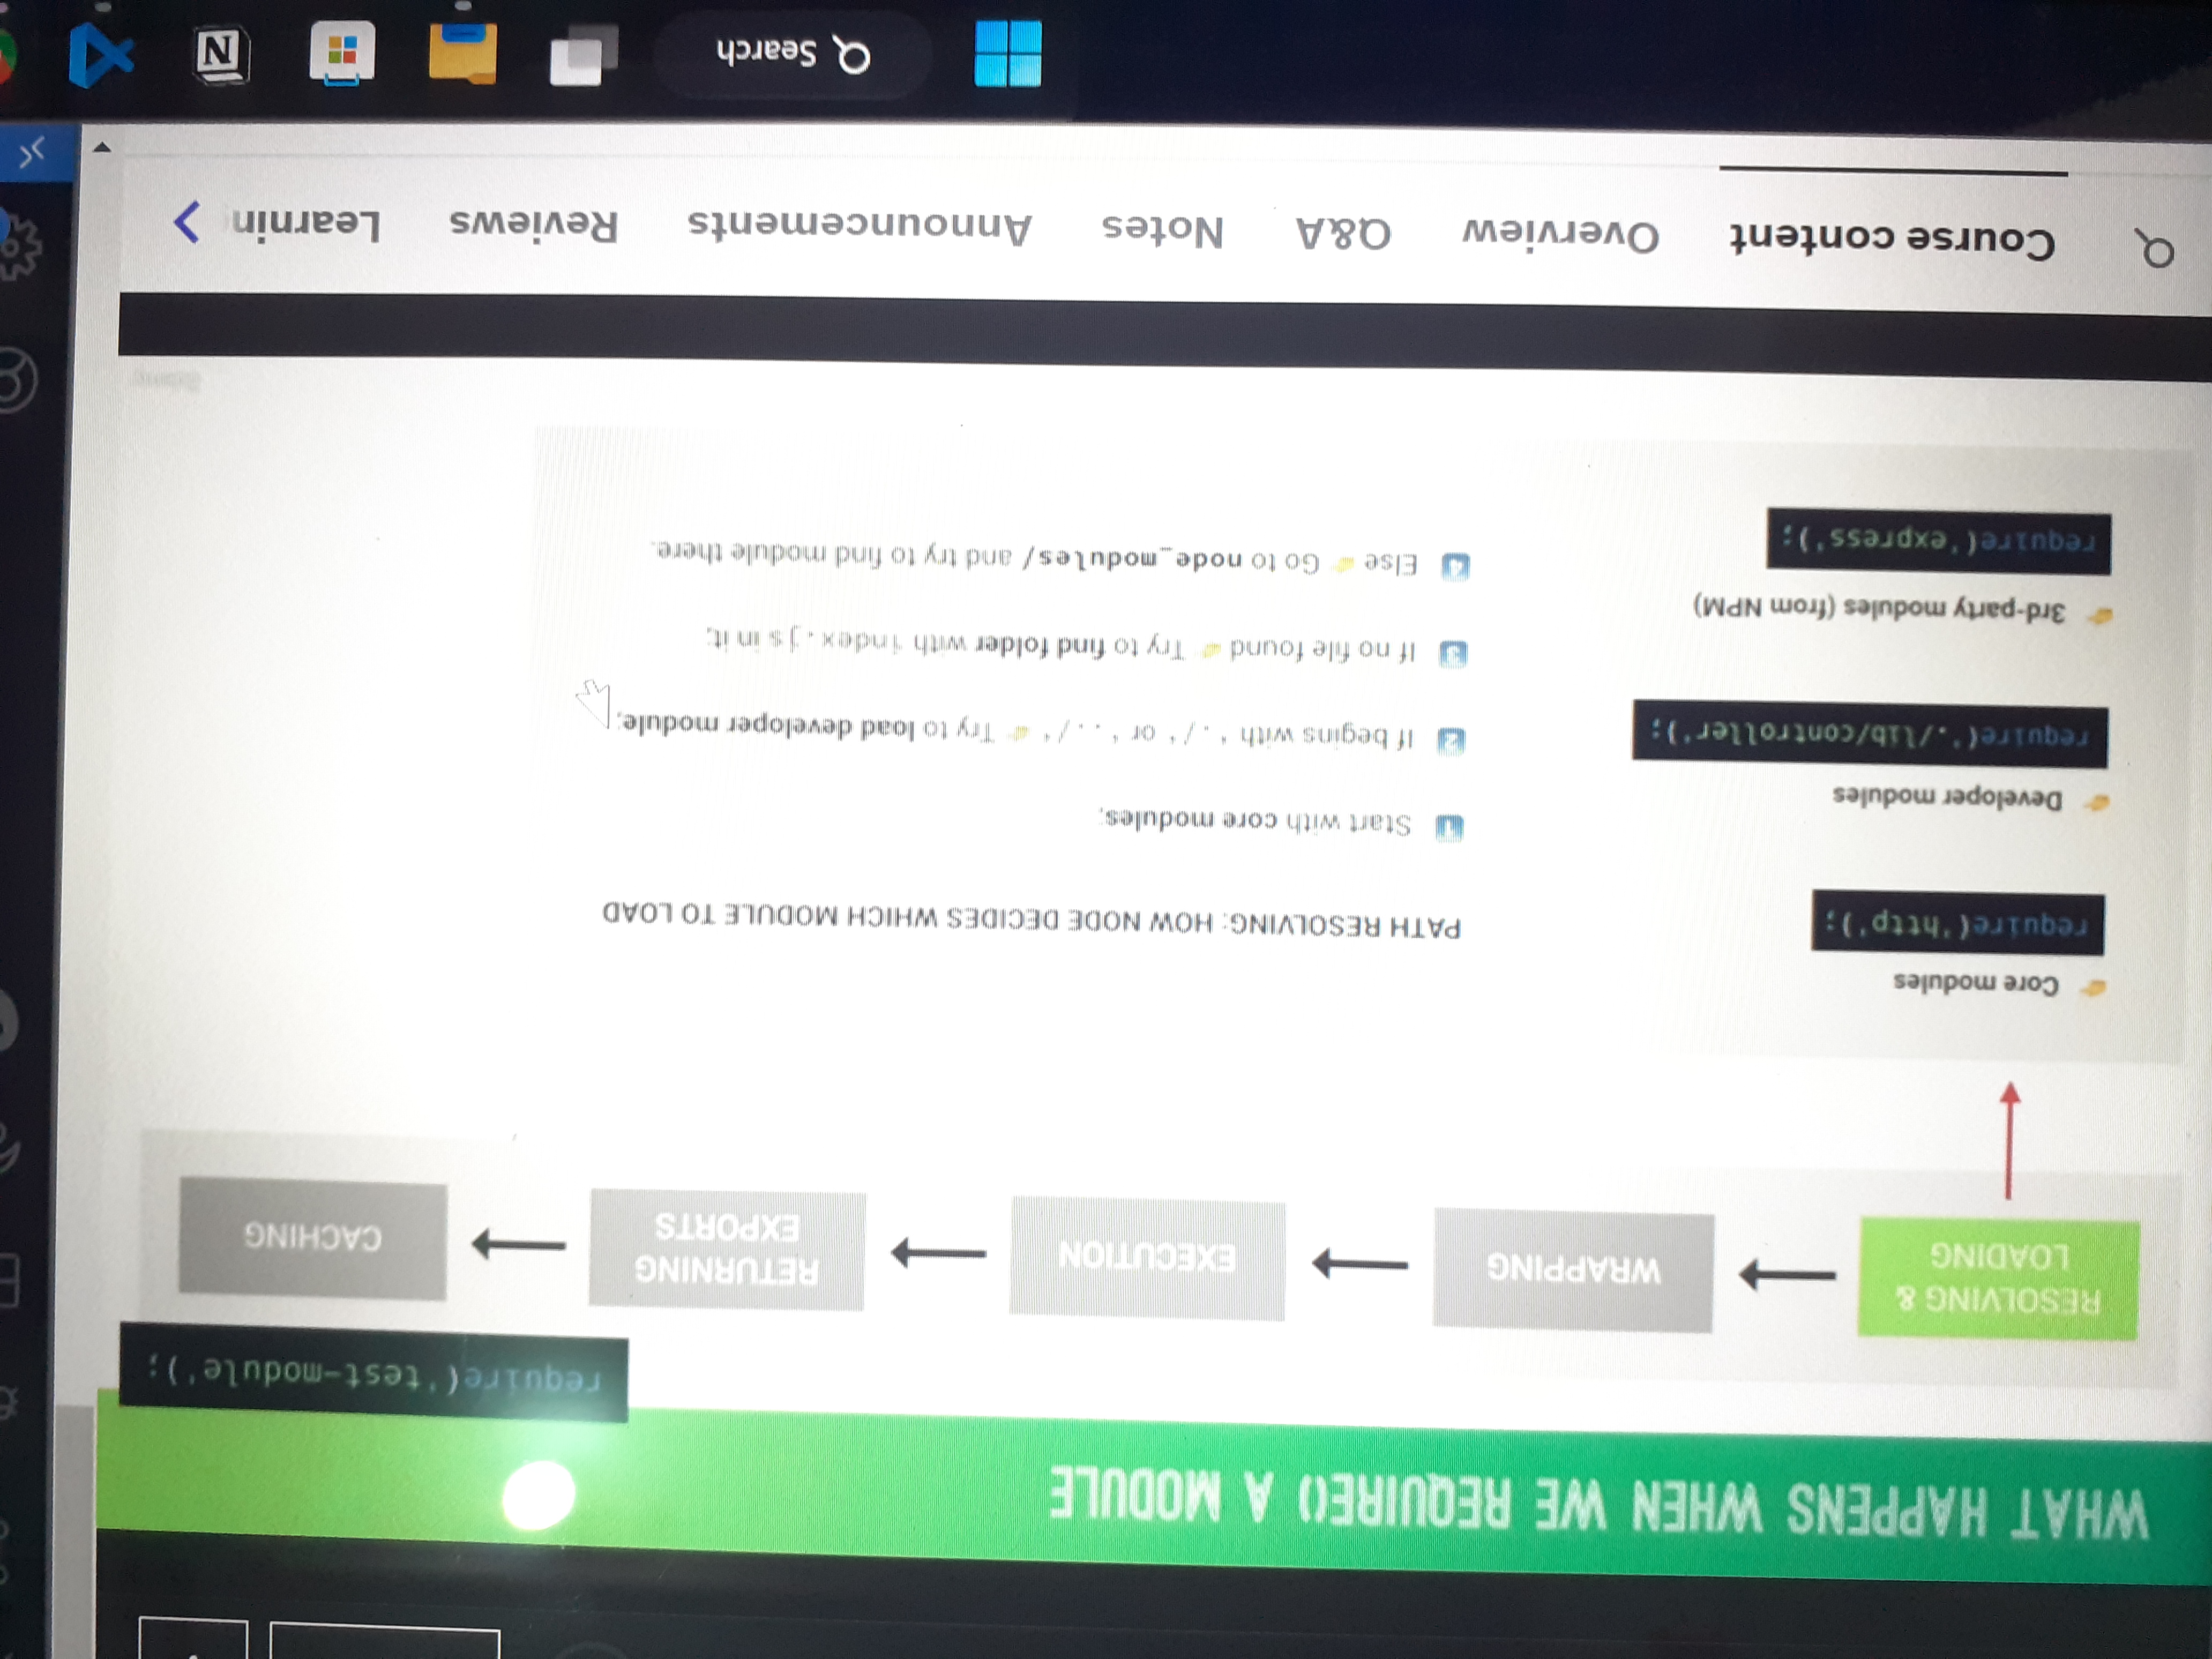 WHAT HAPPENS WHEN WE REQUIRE() A MODULE
require('test-module');
RESOLVING &
LOADING
WRAPPING
EXECUTION
RETURNING
EXPORTS
CACHING
Core modules
require('http');
Developer modules
require('./lib/controller');
3rd-party modules (from NPM)
require('express');
PATH RESOLVING: HOW NODE DECIDES WHICH MODULE TO LOAD
1 Start with core modules;
2 If begins with './' or '../' 👉 Try to load developer module;
3 If no file found 👉 Try to find folder with index.js in it;
4 Else 👉 Go to node_modules/ and try to find module there.
Course content Overview Q&A Notes Announcements Reviews Learnin
Search